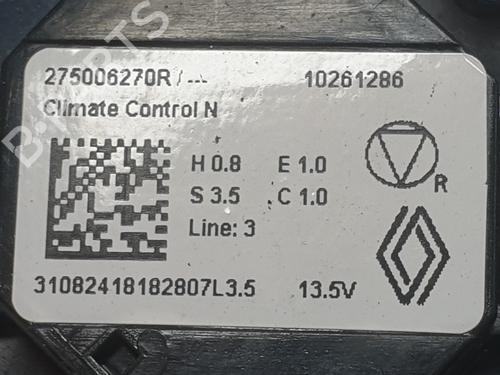 275006270R / ---
10261286
Climate Control N
H 0.8 E 1.0
S 3.5 C 1.0
R
Line: 3
31082418182807L3.5
13.5V